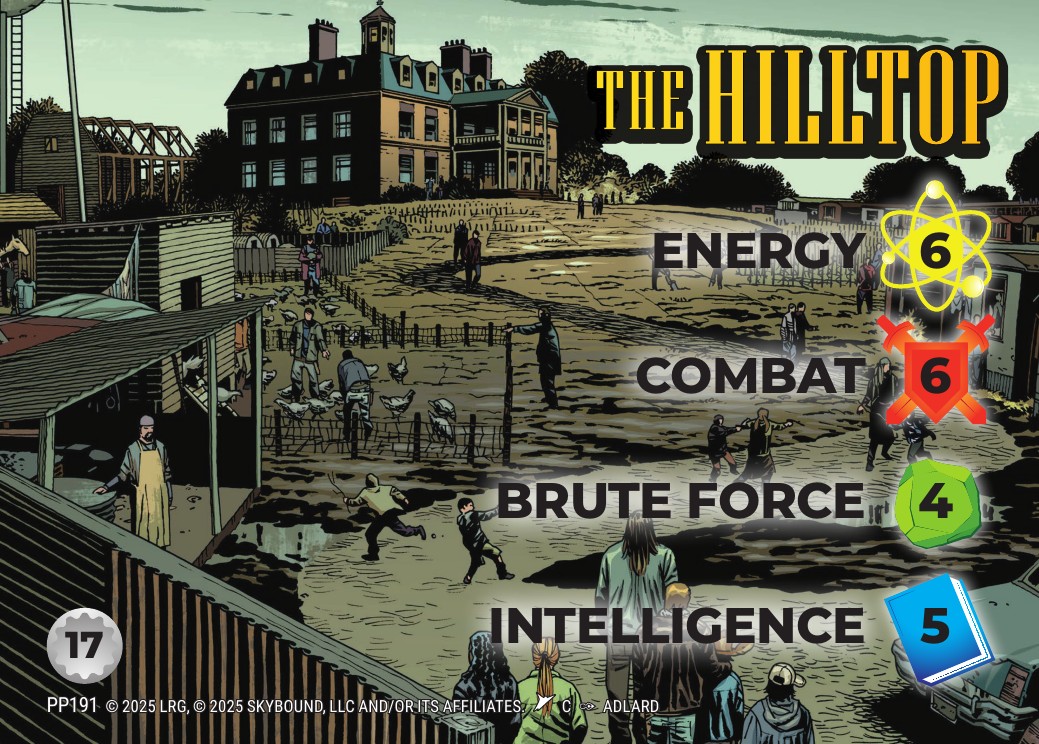 THE HILLTOP
ENERGY 6
COMBAT 6
BRUTE FORCE 4
INTELLIGENCE 5
17
PP191 © 2025 LRG, © 2025 SKYBOUND, LLC AND/OR ITS AFFILIATES. C ADLARD